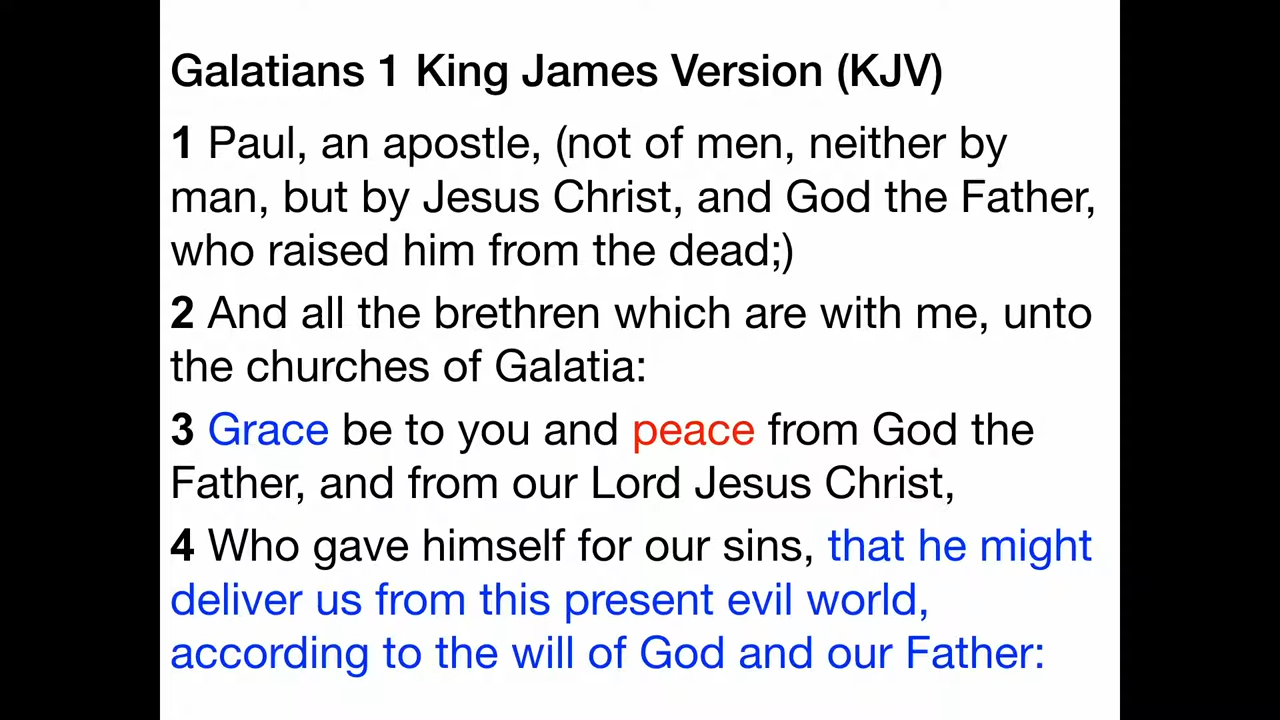 Galatians 1 King James Version (KJV)
1 Paul, an apostle, (not of men, neither by
man, but by Jesus Christ, and God the Father,
who raised him from the dead;)
2 And all the brethren which are with me, unto
the churches of Galatia:
3 Grace be to you and peace from God the
Father, and from our Lord Jesus Christ,
4 Who gave himself for our sins, that he might
deliver us from this present evil world,
according to the will of God and our Father: